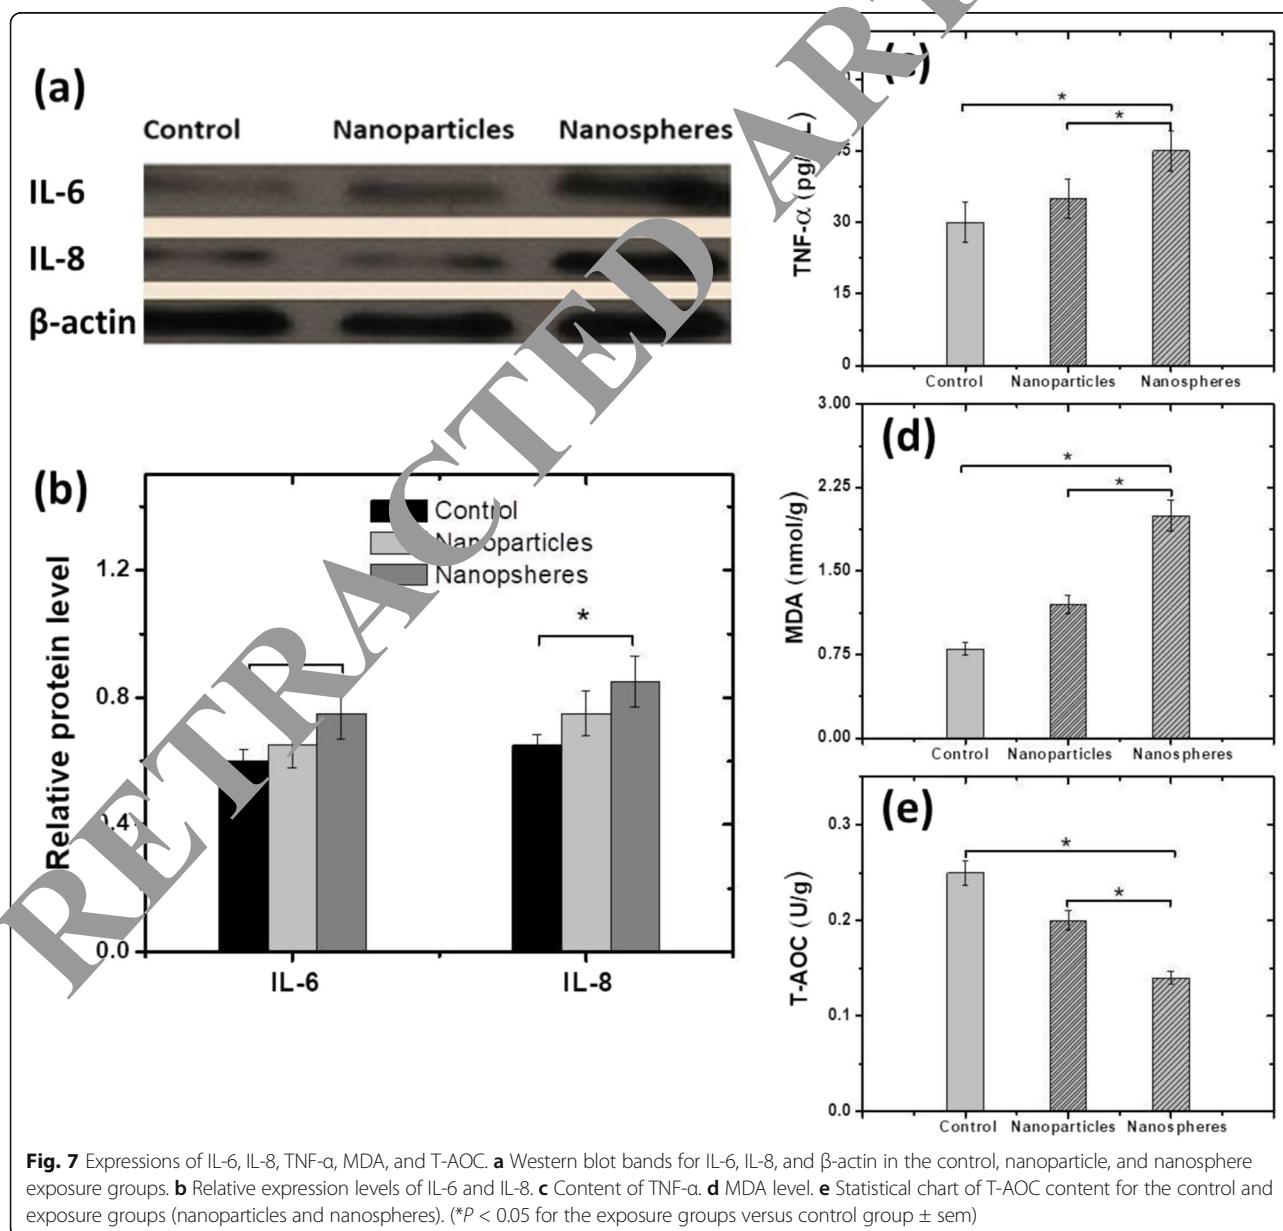 (a)
Control Nanoparticles Nanospheres
IL-6
IL-8
β-actin
(b)
Control
Nanoparticles
Nanopsheres
Relative protein level
1.2
0.8
0.0
*
IL-6 IL-8
TNF-α
30
15
0
* *
Control Nanoparticles Nanospheres
(d)
MDA (nmol/g)
3.00
2.25
1.50
0.75
0.00
* *
Control Nanoparticles Nanospheres
(e)
T-AOC (U/g)
0.3
0.2
0.1
0.0
* *
Control Nanoparticles Nanospheres
RETRACTED
Fig. 7 Expressions of IL-6, IL-8, TNF-α, MDA, and T-AOC. a Western blot bands for IL-6, IL-8, and β-actin in the control, nanoparticle, and nanosphere
exposure groups. b Relative expression levels of IL-6 and IL-8. c Content of TNF-α. d MDA level. e Statistical chart of T-AOC content for the control and
exposure groups (nanoparticles and nanospheres). (*P < 0.05 for the exposure groups versus control group ± sem)